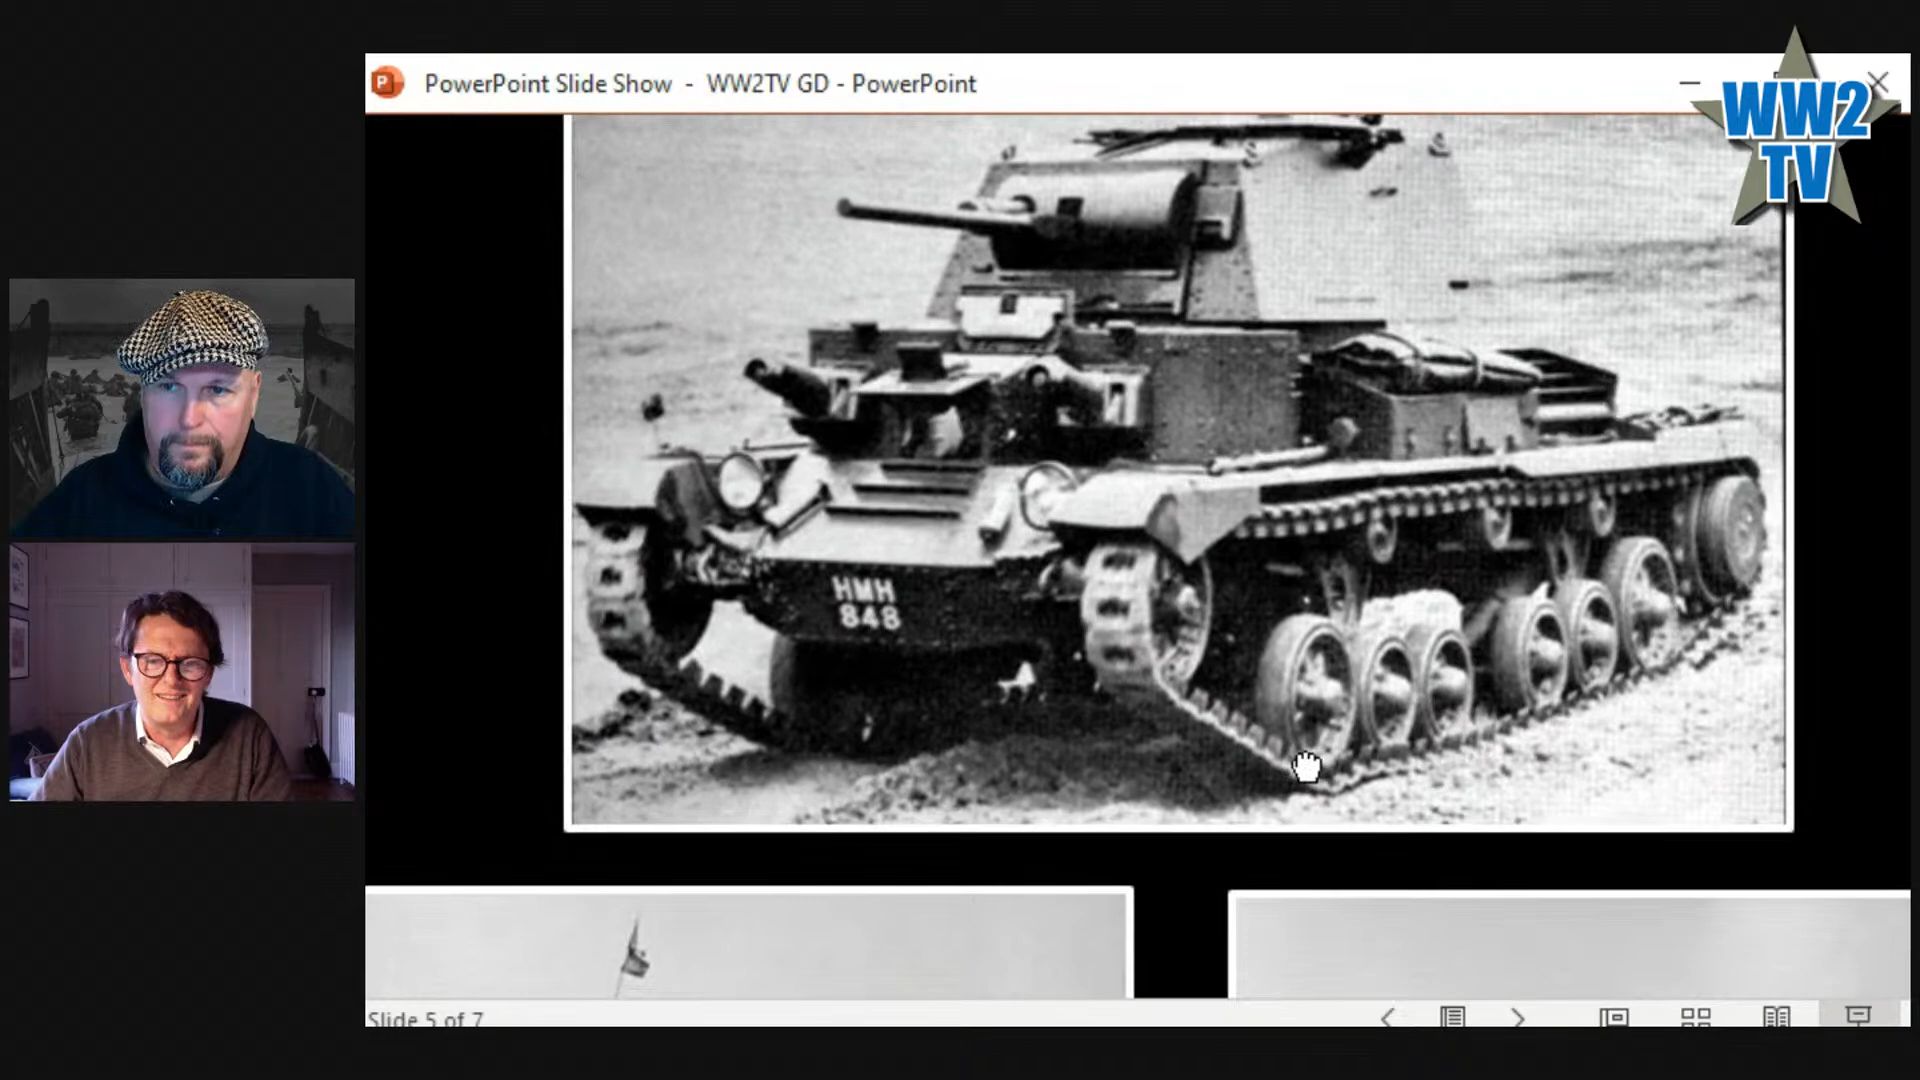 PowerPoint Slide Show - WW2TV GD - PowerPoint
WW2
TV
HMH
848
Slide 5 of 7